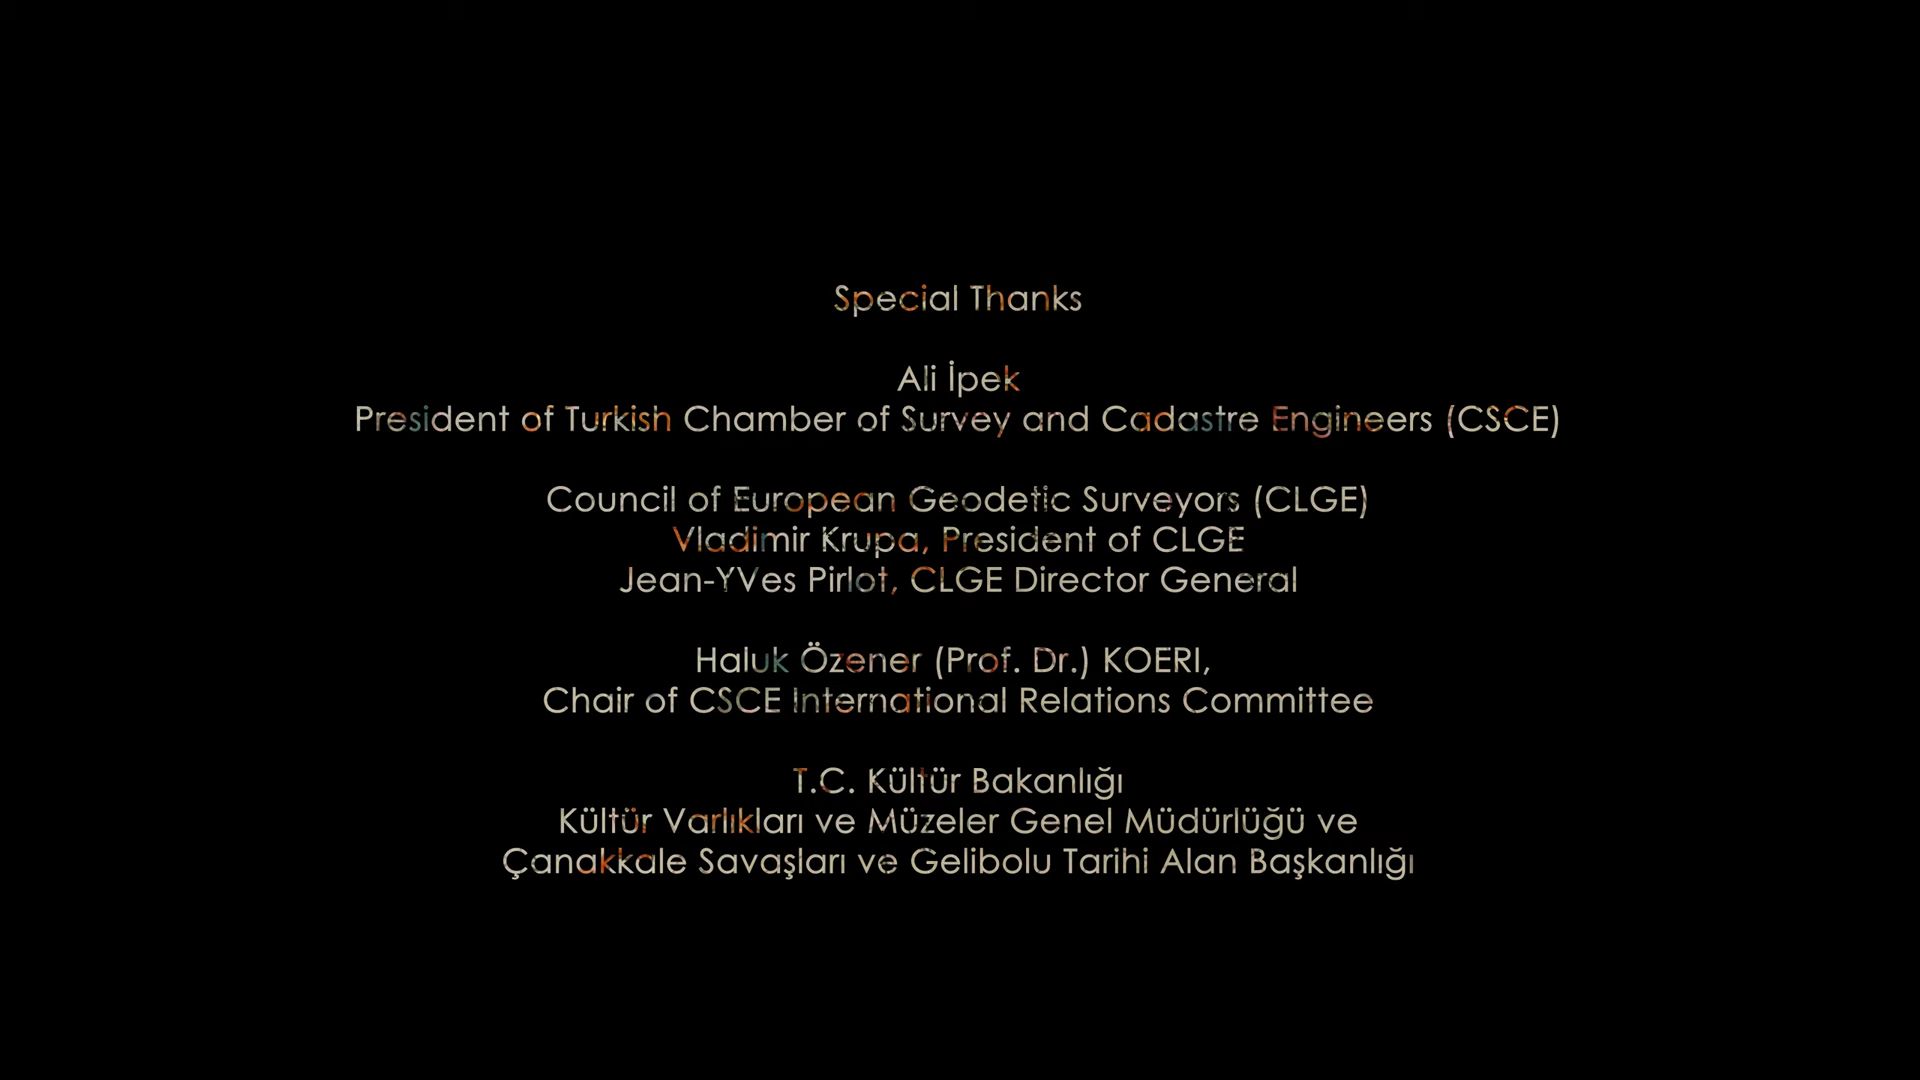 Special Thanks
Ali İpek
President of Turkish Chamber of Survey and Cadastre Engineers (CSCE)
Council of European Geodetic Surveyors (CLGE)
Vladimir Krupa, President of CLGE
Jean-YVes Pirlot, CLGE Director General
Haluk Özener (Prof. Dr.) KOERI,
Chair of CSCE International Relations Committee
T.C. Kültür Bakanlığı
Kültür Varlıkları ve Müzeler Genel Müdürlüğü ve
Çanakkale Savaşları ve Gelibolu Tarihi Alan Başkanlığı